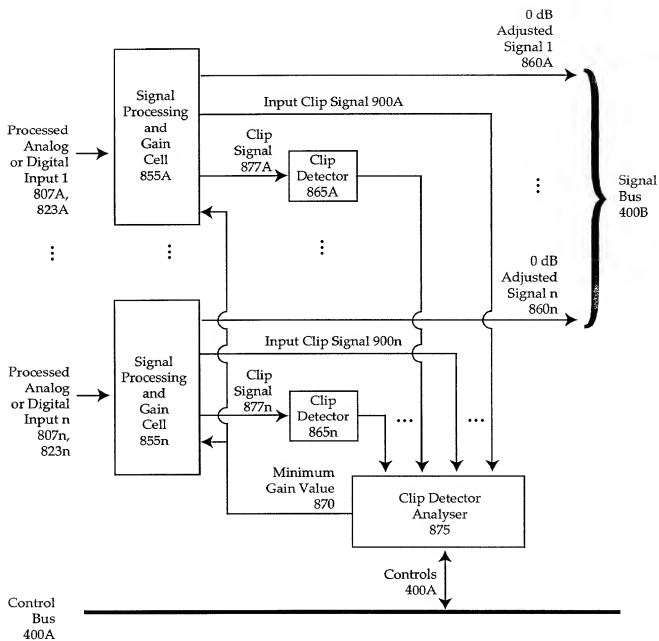 0 dB
Adjusted
Signal 1
860A
Signal
Processing
and
Gain
Cell
855A
Input Clip Signal 900A
Processed
Analog
or Digital
Input 1
807A,
823A
Clip
Signal
877A
Clip
Detector
865A
Signal
Bus
400B
0 dB
Adjusted
Signal n
860n
Signal
Processing
and
Gain
Cell
855n
Input Clip Signal 900n
Processed
Analog
or Digital
Input n
807n,
823n
Clip
Signal
877n
Clip
Detector
865n
...
...
Minimum
Gain Value
870
Clip Detector
Analyser
875
Controls
400A
Control
Bus
400A